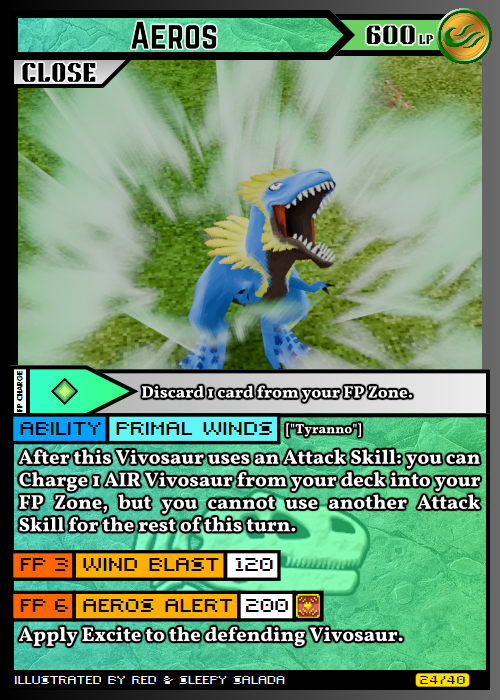 AEROS
600 LP
CLOSE
FP CHARGE
Discard 1 card from your FP Zone.
ABILITY PRIMAL WINDS ["Tyranno"]
After this Vivosaur uses an Attack Skill: you can
Charge 1 AIR Vivosaur from your deck into your
FP Zone, but you cannot use another Attack
Skill for the rest of this turn.
FP 3 WIND BLAST 120
FP 6 AEROS ALERT 200
Apply Excite to the defending Vivosaur.
ILLUSTRATED BY RED & SLEEPY SALADA
24/40